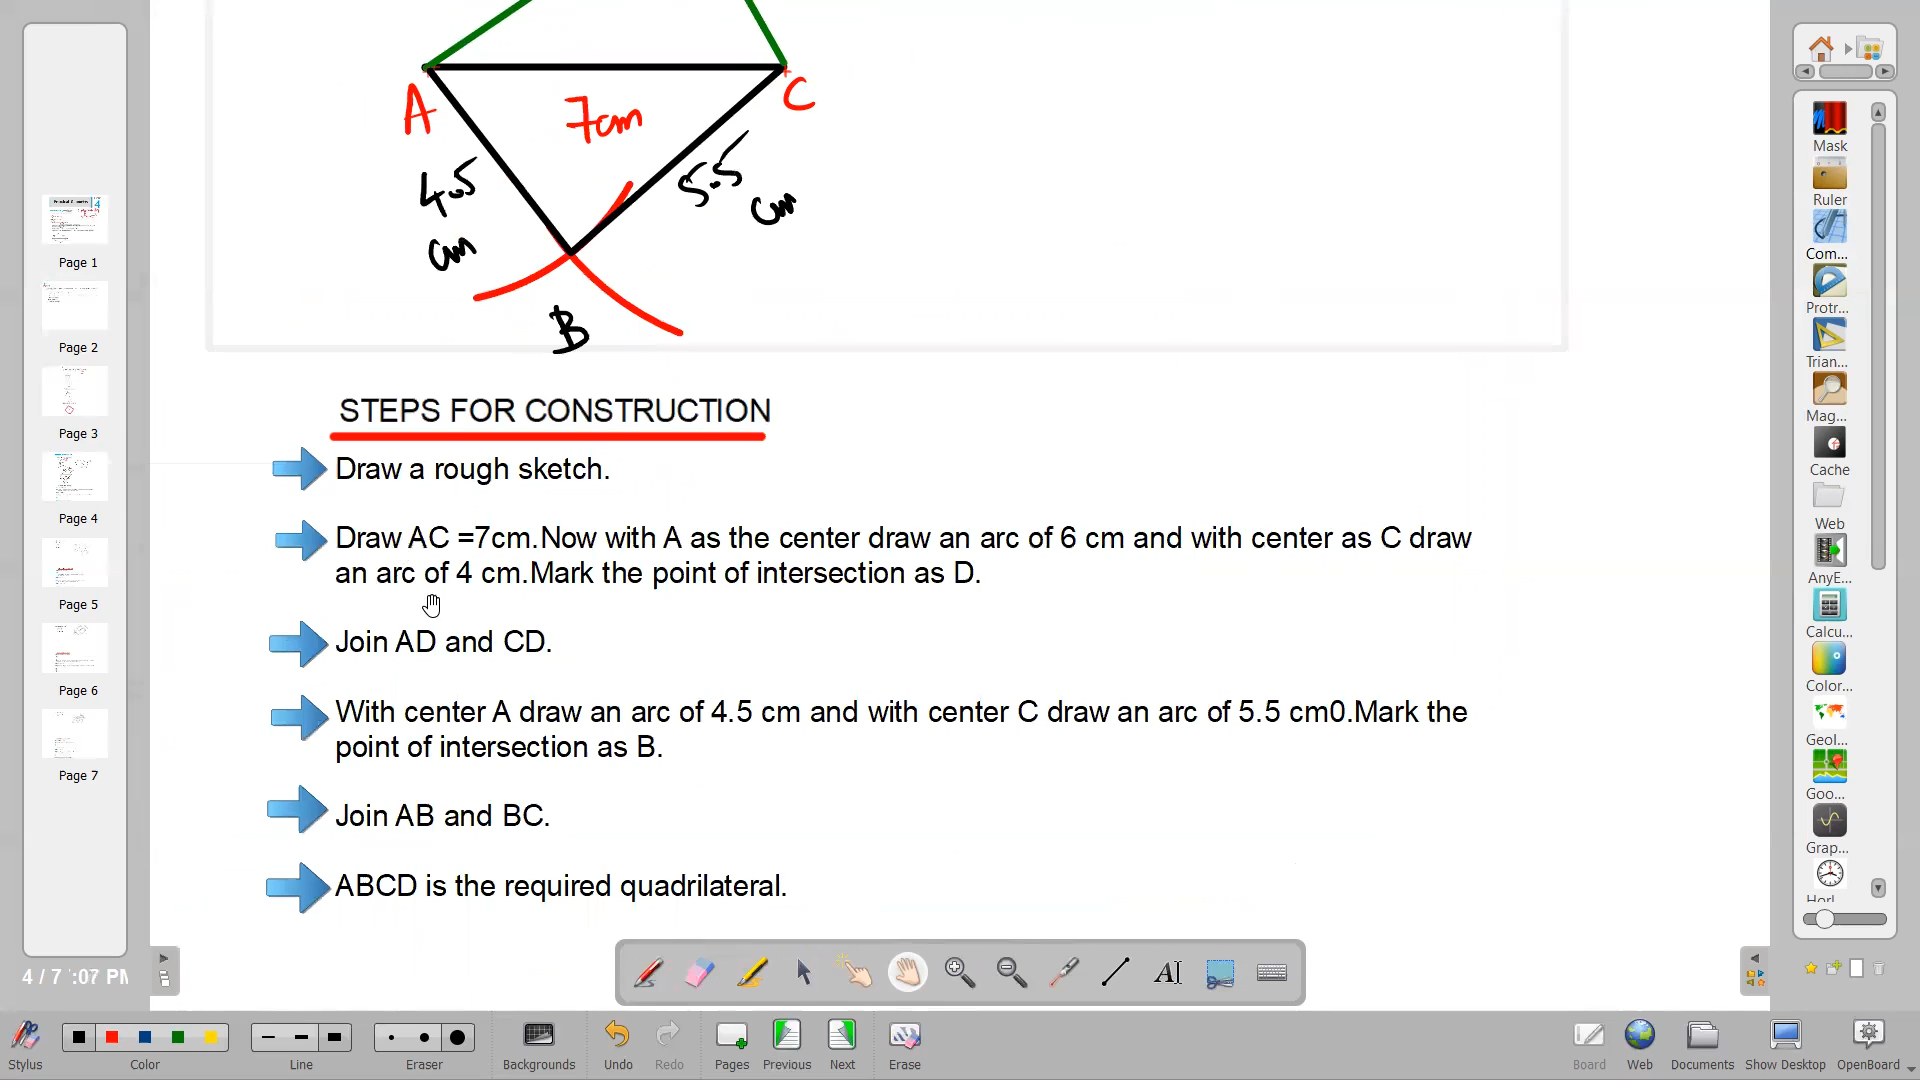 A
7cm
C
4.5
cm
5.5
cm
B
STEPS FOR CONSTRUCTION
Draw a rough sketch.
Draw AC =7cm.Now with A as the center draw an arc of 6 cm and with center as C draw
an arc of 4 cm.Mark the point of intersection as D.
Join AD and CD.
With center A draw an arc of 4.5 cm and with center C draw an arc of 5.5 cm0.Mark the
point of intersection as B.
Join AB and BC.
ABCD is the required quadrilateral.
Page 1
Page 2
Page 3
Page 4
Page 5
Page 6
Page 7
4 / 7
Mask
Ruler
Com...
Protr...
Trian...
Mag...
Cache
Web
AnyE...
Calcu...
Color...
Geol...
Goo...
Grap...
Horl
Stylus
Color
Line
Eraser
Backgrounds
Undo
Redo
Pages
Previous
Next
Erase
Board
Web
Documents
Show Desktop
OpenBoard